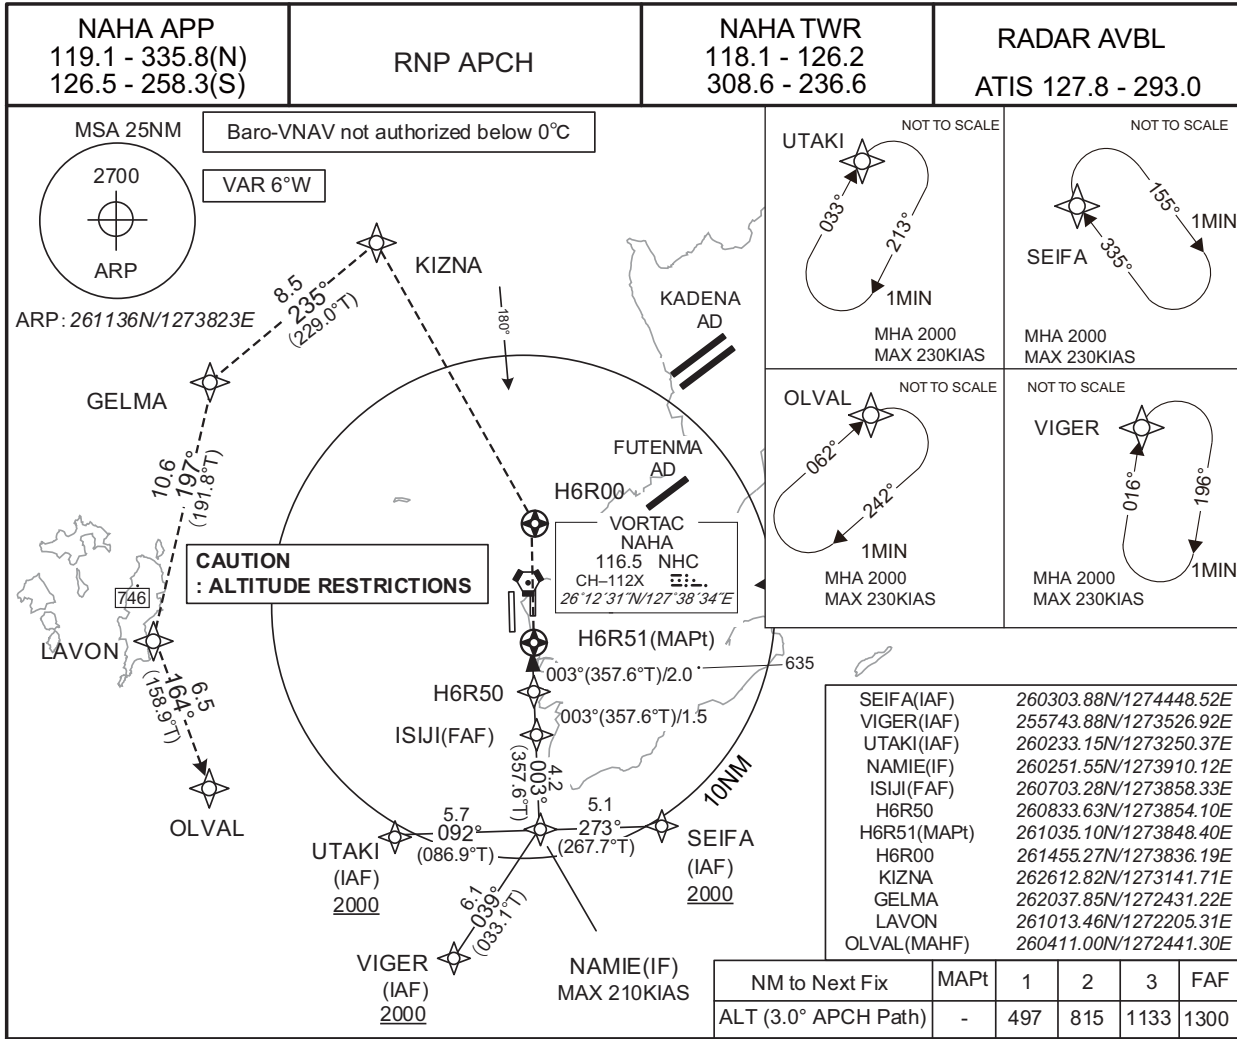 NAHA APP
119.1 - 335.8(N)
126.5 - 258.3(S)
RNP APCH
NAHA TWR
118.1 - 126.2
308.6 - 236.6
RADAR AVBL
ATIS 127.8 - 293.0
MSA 25NM
2700
ARP
ARP: 261136N/1273823E
Baro-VNAV not authorized below 0°C
VAR 6°W
KIZNA
8.5
235°
(229.0°T)
GELMA
10.6
197°
(191.8°T)
180°
KADENA
AD
FUTENMA
AD
H6R00
VORTAC
NAHA
116.5 NHC
CH–112X
26°12´31˝N/127°38´34˝E
CAUTION
: ALTITUDE RESTRICTIONS
746
LAVON
6.5
164°
(158.9°T)
OLVAL
H6R51(MAPt)
003°(357.6°T)/2.0
635
H6R50
003°(357.6°T)/1.5
ISIJI(FAF)
4.2
003°
(357.6°T)
10NM
5.7
092°
(086.9°T)
5.1
273°
(267.7°T)
UTAKI
(IAF)
2000
SEIFA
(IAF)
2000
6.1
039°
(033.1°T)
VIGER
(IAF)
2000
NAMIE(IF)
MAX 210KIAS
NOT TO SCALE
UTAKI
033°
213°
1MIN
MHA 2000
MAX 230KIAS
NOT TO SCALE
SEIFA
155°
335°
1MIN
MHA 2000
MAX 230KIAS
NOT TO SCALE
OLVAL
062°
242°
1MIN
MHA 2000
MAX 230KIAS
NOT TO SCALE
VIGER
016°
196°
1MIN
MHA 2000
MAX 230KIAS
SEIFA(IAF) 260303.88N/1274448.52E
VIGER(IAF) 255743.88N/1273526.92E
UTAKI(IAF) 260233.15N/1273250.37E
NAMIE(IF) 260251.55N/1273910.12E
ISIJI(FAF) 260703.28N/1273858.33E
H6R50 260833.63N/1273854.10E
H6R51(MAPt) 261035.10N/1273848.40E
H6R00 261455.27N/1273836.19E
KIZNA 262612.82N/1273141.71E
GELMA 262037.85N/1272431.22E
LAVON 261013.46N/1272205.31E
OLVAL(MAHF) 260411.00N/1272441.30E
NM to Next Fix MAPt 1 2 3 FAF
ALT (3.0° APCH Path) - 497 815 1133 1300